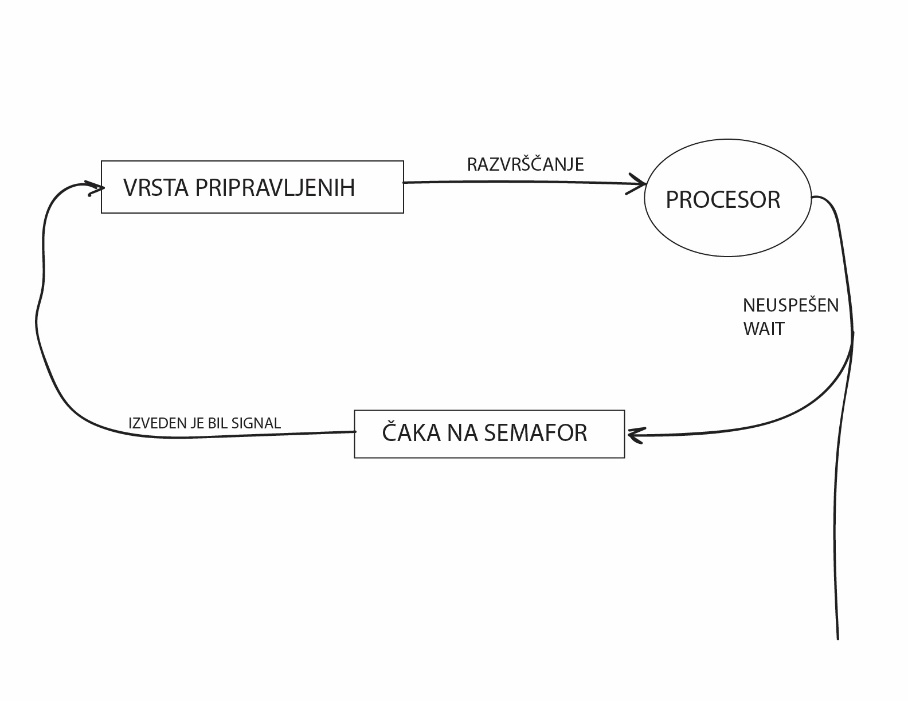 RAZVRŠČANJE
VRSTA PRIPRAVLJENIH
PROCESOR
NEUSPEŠEN
WAIT
IZVEDEN JE BIL SIGNAL
ČAKA NA SEMAFOR